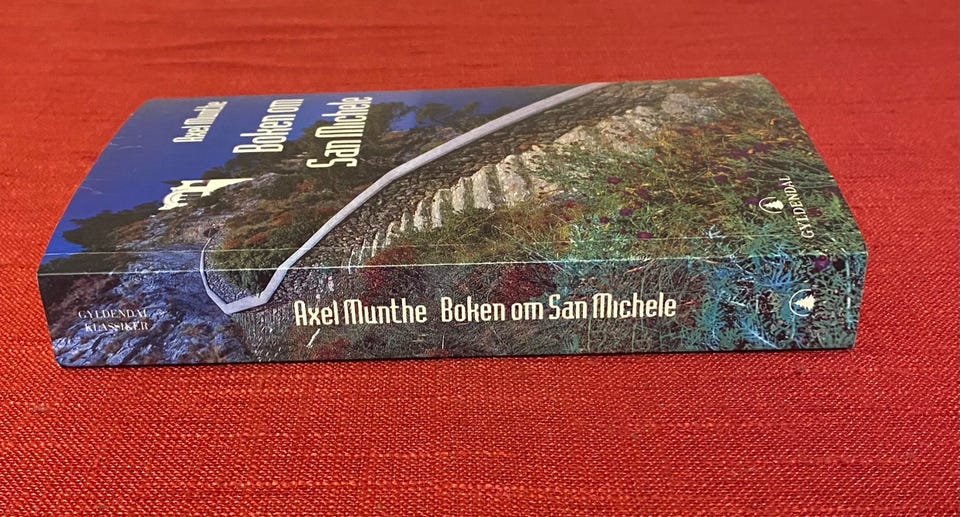 Axel Munthe
Boken om
San Michele
GYLDENDAL
GYLDENDAL
KLASSIKER
Axel Munthe Boken om San Michele